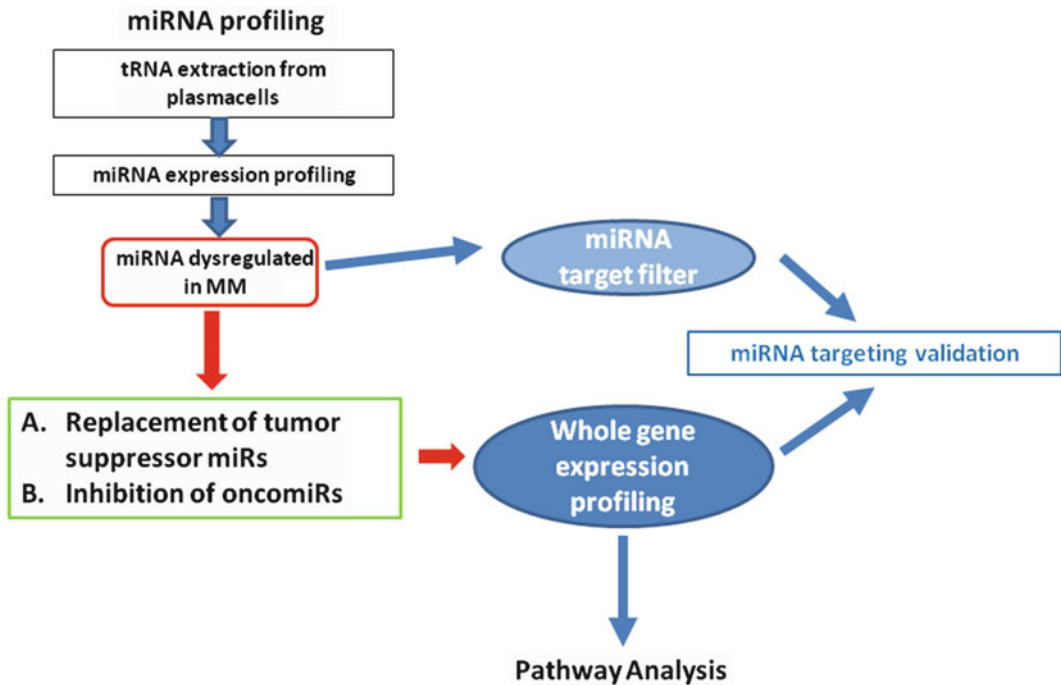 miRNA profiling
tRNA extraction from
plasmacells
miRNA expression profiling
miRNA dysregulated
in MM
miRNA
target filter
miRNA targeting validation
A. Replacement of tumor
suppressor miRs
B. Inhibition of oncomiRs
Whole gene
expression
profiling
Pathway Analysis